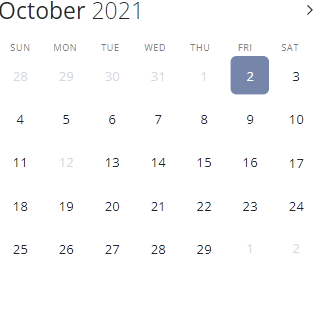 October 2021 >
SUN MON TUE WED THU FRI SAT
28 29 30 31 1 2 3
4 5 6 7 8 9 10
11 12 13 14 15 16 17
18 19 20 21 22 23 24
25 26 27 28 29 1 2